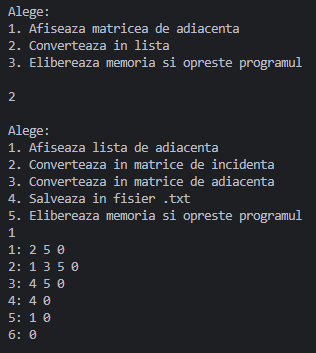 Alege:
1. Afiseaza matricea de adiacenta
2. Converteaza in lista
3. Elibereaza memoria si opreste programul
2
Alege:
1. Afiseaza lista de adiacenta
2. Converteaza in matrice de incidenta
3. Converteaza in matrice de adiacenta
4. Salveaza in fisier .txt
5. Elibereaza memoria si opreste programul
1
1: 2 5 0
2: 1 3 5 0
3: 4 5 0
4: 4 0
5: 1 0
6: 0